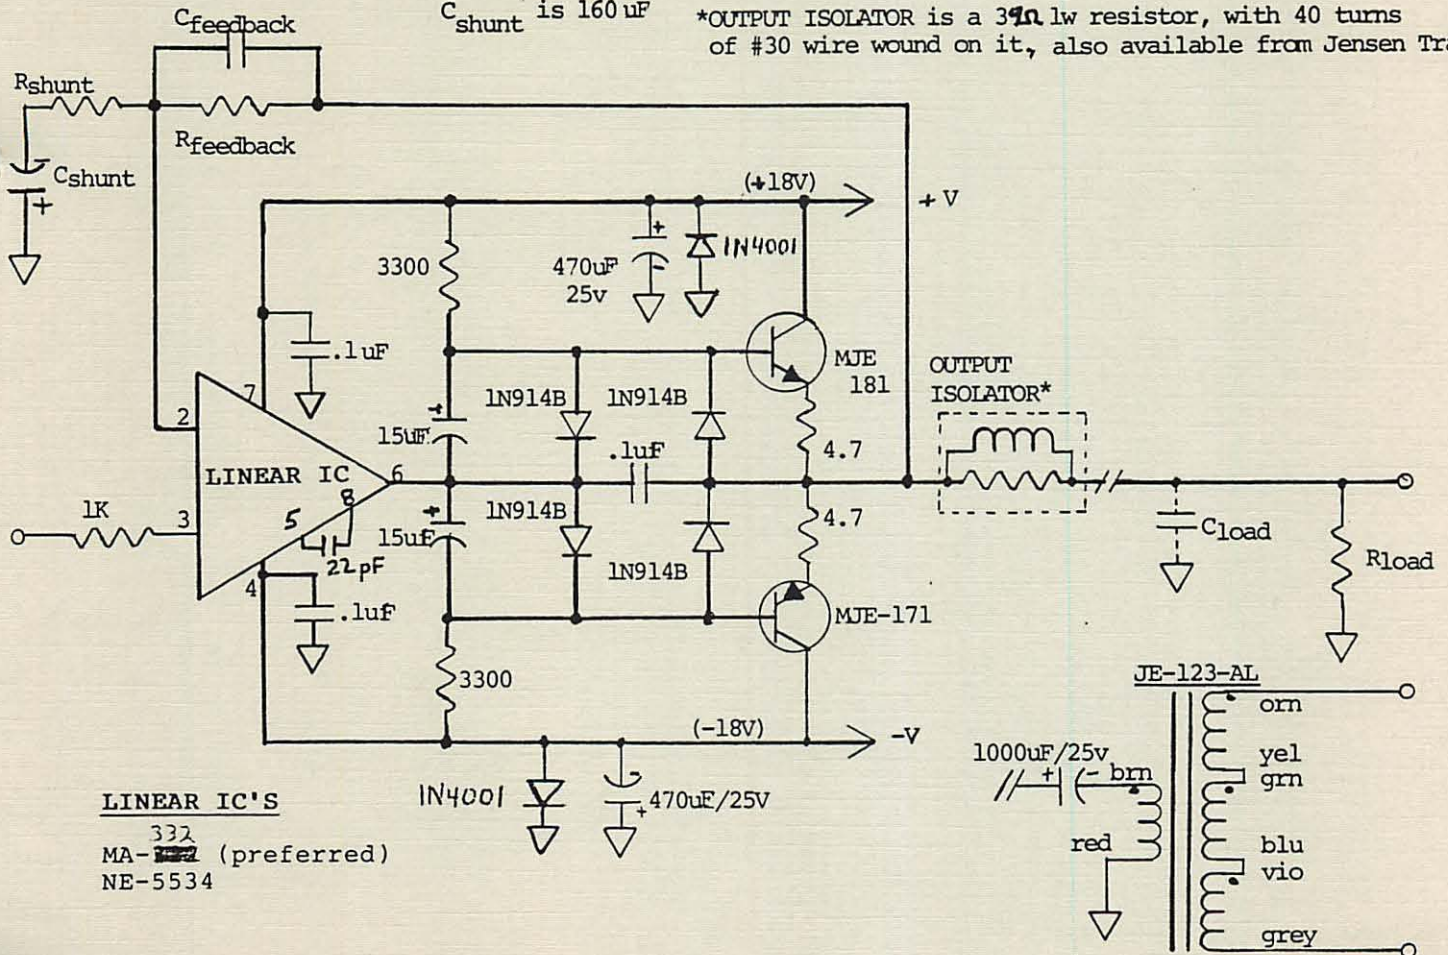 Cfeedback
Cshunt is 160uF
*OUTPUT ISOLATOR is a 39Ω 1w resistor, with 40 turns
of #30 wire wound on it, also available from Jensen
Rshunt
Rfeedback
Cshunt
+
(+18V)
+V
3300
+
470uF
25v
-
1N4001
.1uF
7
MJE
181
OUTPUT
ISOLATOR*
1N914B
1N914B
2
+
15uF
.1uF
4.7
LINEAR IC
6
1K
3
5
8
+
15uF
1N914B
4.7
22pF
1N914B
Cload
Rload
4
.1uF
MJE-171
3300
JE-123-AL
orn
(-18V)
-V
1000uF/25v
+
- brn
yel
grn
LINEAR IC'S
1N4001
470uF/25V
+
red
blu
vio
332
MA- (preferred)
NE-5534
grey